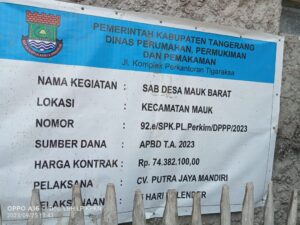 PEMERINTAH KABUPATEN TANGERANG
DINAS PERUMAHAN, PERMUKIMAN
DAN PEMAKAMAN
Jl. Komplek Perkantoran Tigaraksa
NAMA KEGIATAN : SAB DESA MAUK BARAT
LOKASI : KECAMATAN MAUK
NOMOR : 92.e/SPK.PL.Perkim/DPPP/2023
SUMBER DANA : APBD T.A. 2023
HARGA KONTRAK : Rp. 74.382.100,00
PELAKSANA : CV. PUTRA JAYA MANDIRI
HARI KALENDER
OPPO A36